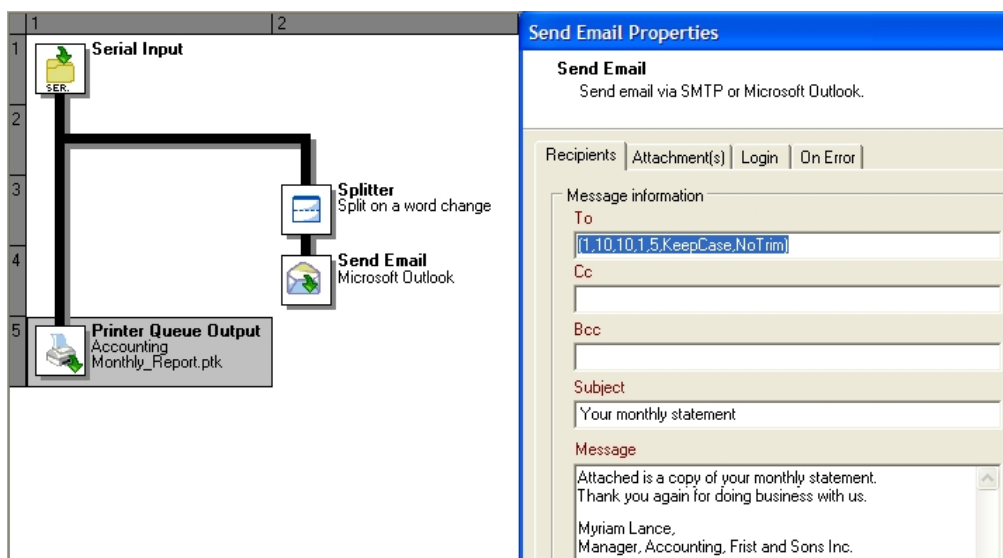 1 2
1 Serial Input
SER.
2
3 Splitter
Split on a word change
4 Send Email
Microsoft Outlook
5 Printer Queue Output
Accounting
Monthly_Report.ptk
Send Email Properties
Send Email
Send email via SMTP or Microsoft Outlook.
Recipients Attachment(s) Login On Error
Message information
To
(1,10,10,1,5,KeepCase,NoTrim)
Cc
Bcc
Subject
Your monthly statement
Message
Attached is a copy of your monthly statement.
Thank you again for doing business with us.
Myriam Lance,
Manager, Accounting, Frist and Sons Inc.